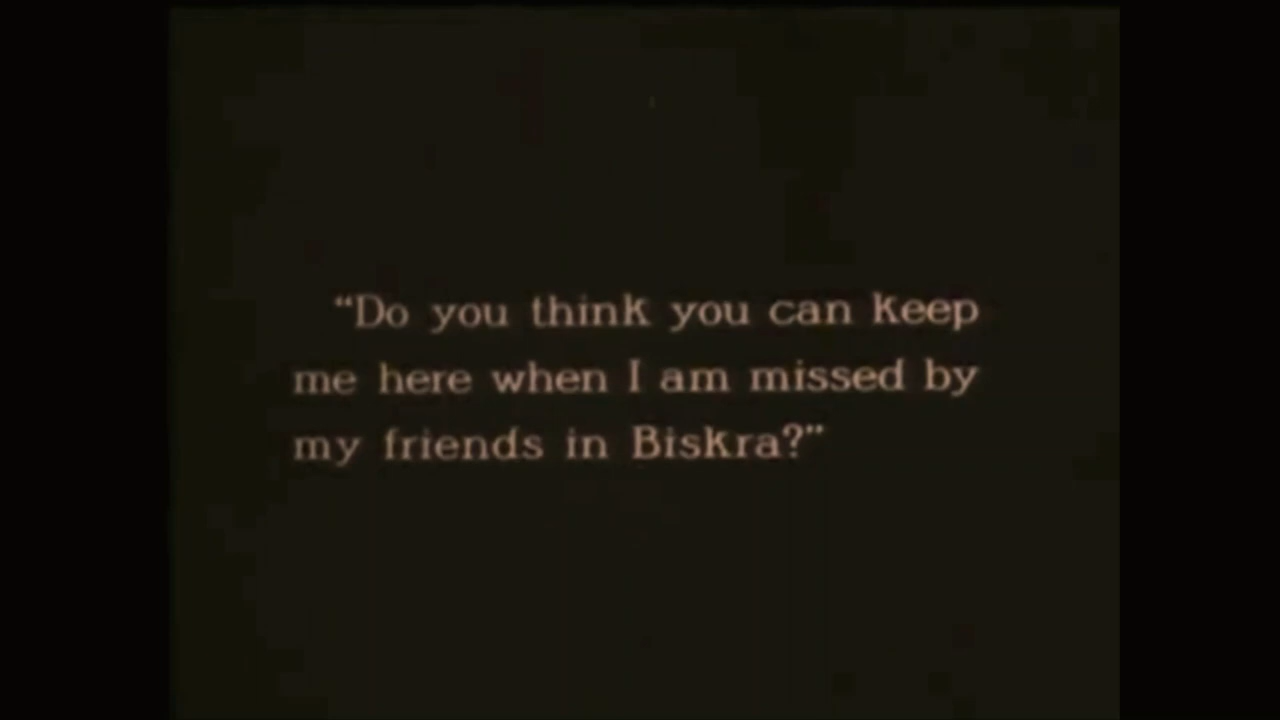 “Do you think you can keep
me here when I am missed by
my friends in Biskra?”